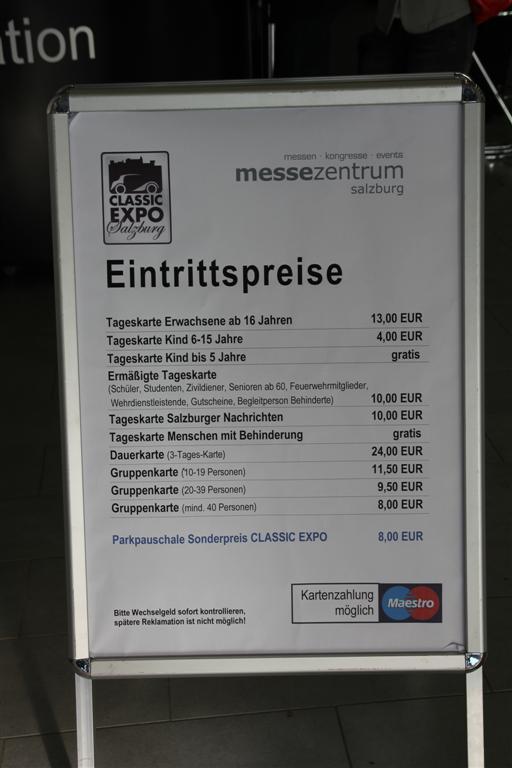 tion
CLASSIC
EXPO
Salzburg
messen · kongresse · events
messezentrum
salzburg
Eintrittspreise
Tageskarte Erwachsene ab 16 Jahren 13,00 EUR
Tageskarte Kind 6-15 Jahre 4,00 EUR
Tageskarte Kind bis 5 Jahre gratis
Ermäßigte Tageskarte
(Schüler, Studenten, Zivildiener, Senioren ab 60, Feuerwehrmitglieder,
Wehrdienstleistende, Gutscheine, Begleitperson Behinderte) 10,00 EUR
Tageskarte Salzburger Nachrichten 10,00 EUR
Tageskarte Menschen mit Behinderung gratis
Dauerkarte (3-Tages-Karte) 24,00 EUR
Gruppenkarte (10-19 Personen) 11,50 EUR
Gruppenkarte (20-39 Personen) 9,50 EUR
Gruppenkarte (mind. 40 Personen) 8,00 EUR
Parkpauschale Sonderpreis CLASSIC EXPO 8,00 EUR
Kartenzahlung
möglich
Maestro
Bitte Wechselgeld sofort kontrollieren,
spätere Reklamation ist nicht möglich!